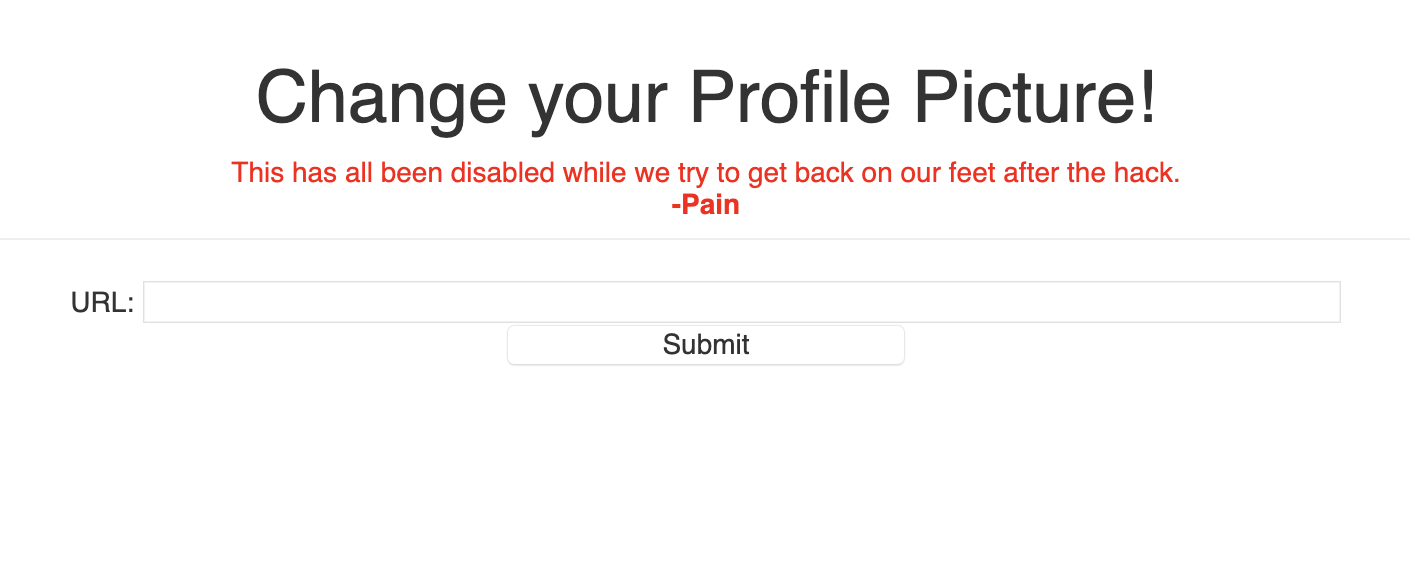 Change your Profile Picture!
This has all been disabled while we try to get back on our feet after the hack.
-Pain
URL:
Submit